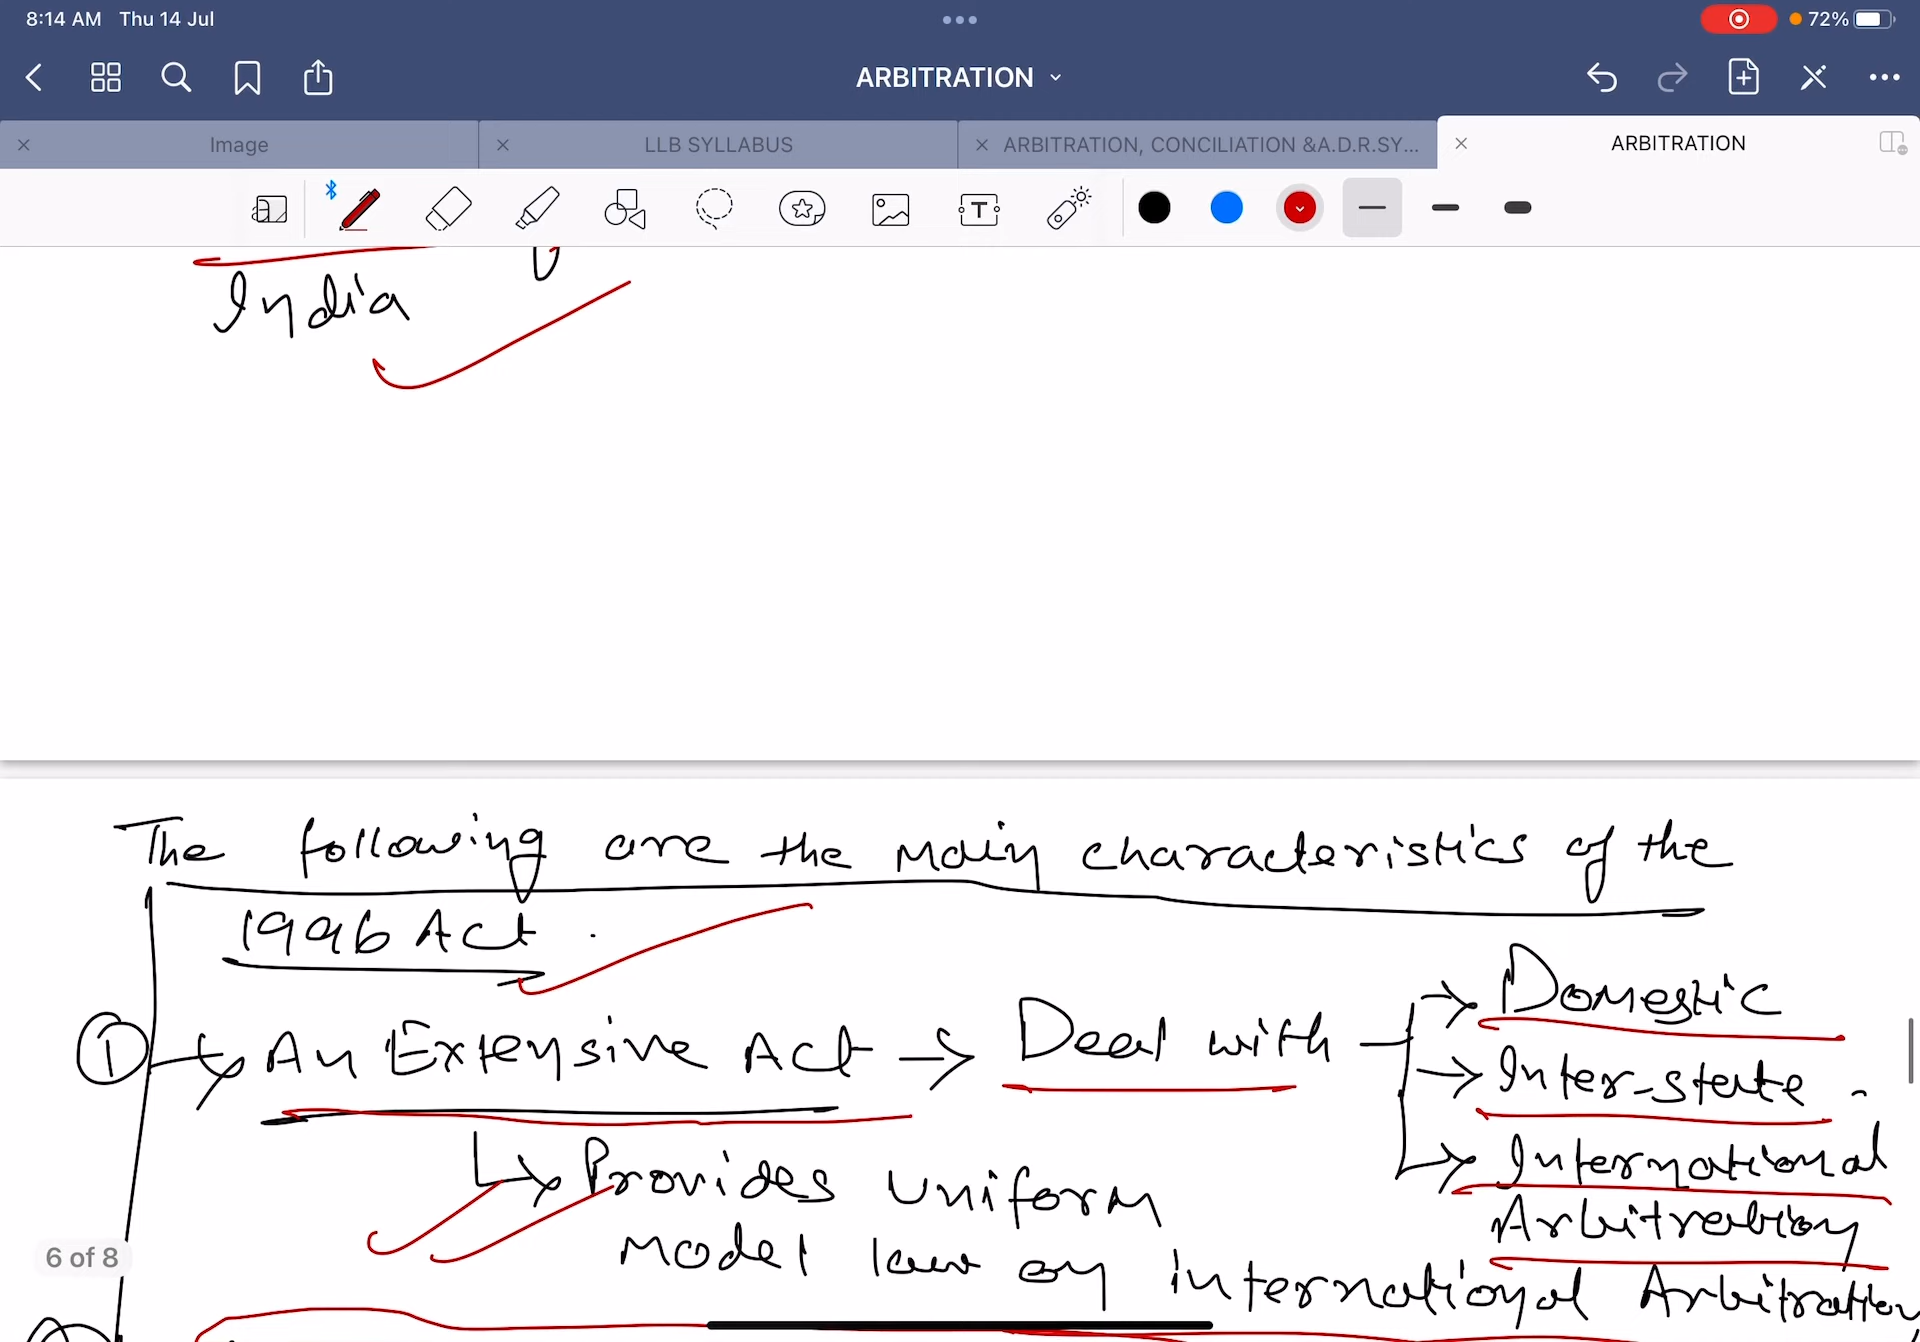 8:14 AM Thu 14 Jul
72%
ARBITRATION
Image
LLB SYLLABUS
ARBITRATION, CONCILIATION &A.D.R.SY...
ARBITRATION
India
The following are the Main characteristics of the
1996 Act.
① An Extensive Act → Deal with → Domestic
→ Inter-state.
→ International
Arbitration
Provides Uniform
Model law on international Arbitration
6 of 8